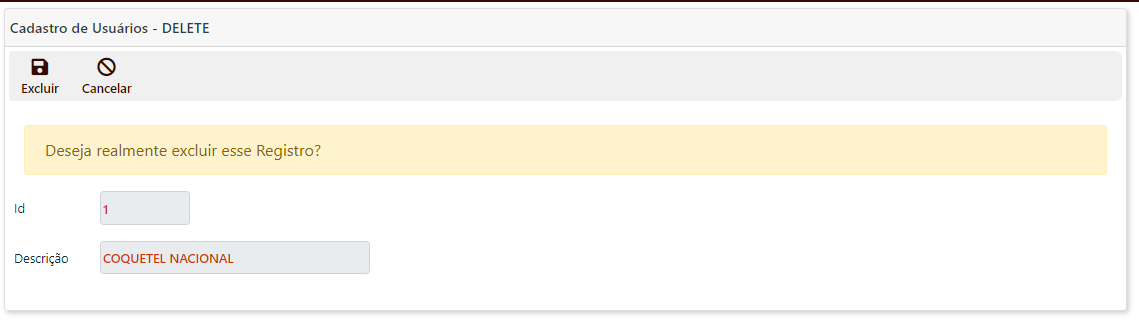 Cadastro de Usuários - DELETE
Excluir Cancelar
Deseja realmente excluir esse Registro?
Id 1
Descrição COQUETEL NACIONAL